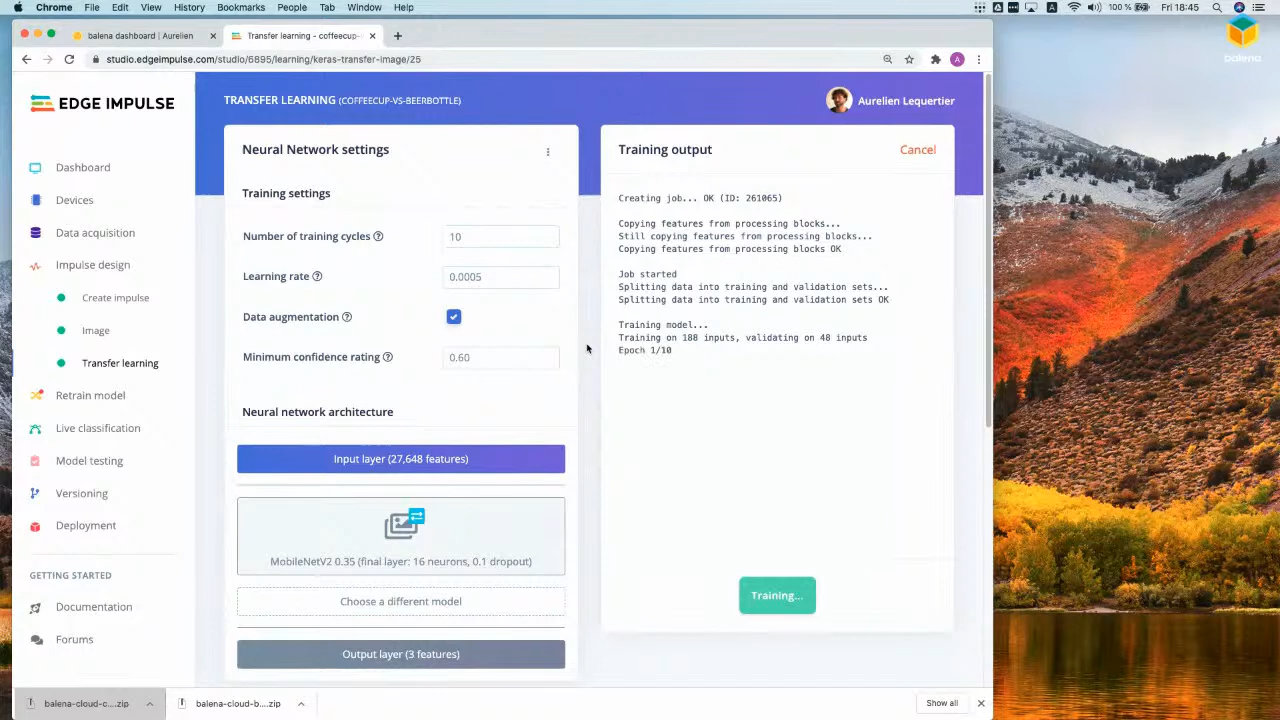 Chrome File Edit View History Bookmarks People Tab Window Help
A 100 % Fri 18:45
balena dashboard | Aurelien
Transfer learning - coffeecup-
studio.edgeimpulse.com/studio/6895/learning/keras-transfer-image/25
A
balena
EDGE IMPULSE
TRANSFER LEARNING (COFFEECUP-VS-BEERBOTTLE)
Aurelien Lequertier
Dashboard
Devices
Data acquisition
Impulse design
Create impulse
Image
Transfer learning
Retrain model
Live classification
Model testing
Versioning
Deployment
GETTING STARTED
Documentation
Forums
Neural Network settings
Training settings
Number of training cycles ? 10
Learning rate ? 0.0005
Data augmentation ?
Minimum confidence rating ? 0.60
Neural network architecture
Input layer (27,648 features)
MobileNetV2 0.35 (final layer: 16 neurons, 0.1 dropout)
Choose a different model
Output layer (3 features)
Training output
Cancel
Creating job... OK (ID: 261065)
Copying features from processing blocks...
Still copying features from processing blocks...
Copying features from processing blocks OK
Job started
Splitting data into training and validation sets...
Splitting data into training and validation sets OK
Training model...
Training on 188 inputs, validating on 48 inputs
Epoch 1/10
Training...
balena-cloud-c....zip
balena-cloud-b....zip
Show all